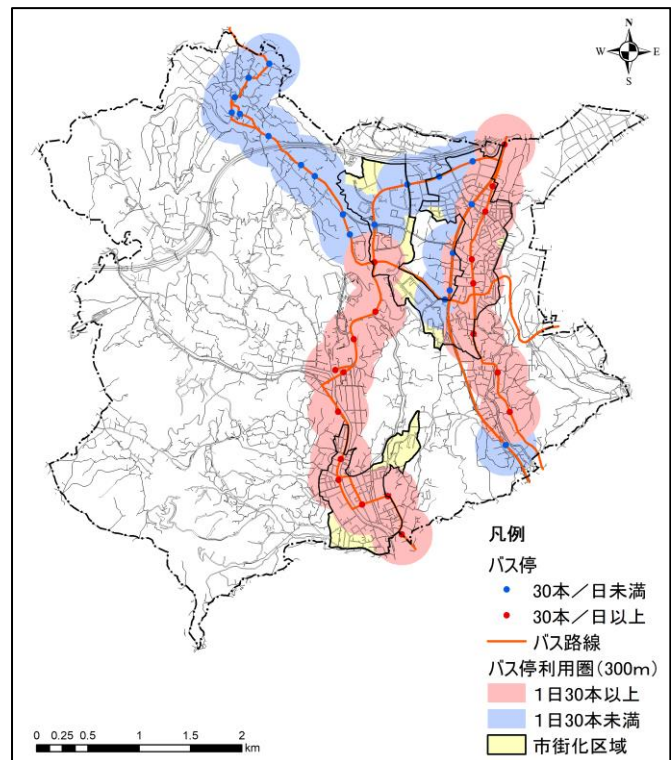 N
W E
S
凡例
バス停
30本／日未満
30本／日以上
バス路線
バス停利用圏(300m)
1日30本以上
1日30本未満
市街化区域
0 0.25 0.5 1 1.5 2
km